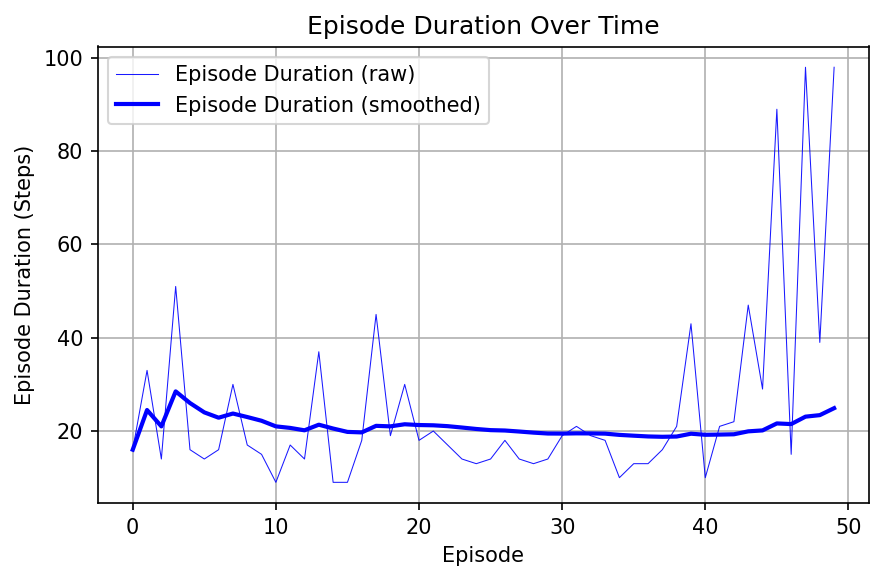 Episode Duration Over Time
Episode Duration (raw)
Episode Duration (smoothed)
Episode Duration (Steps)
100
80
60
40
20
0
10
20
30
40
50
Episode